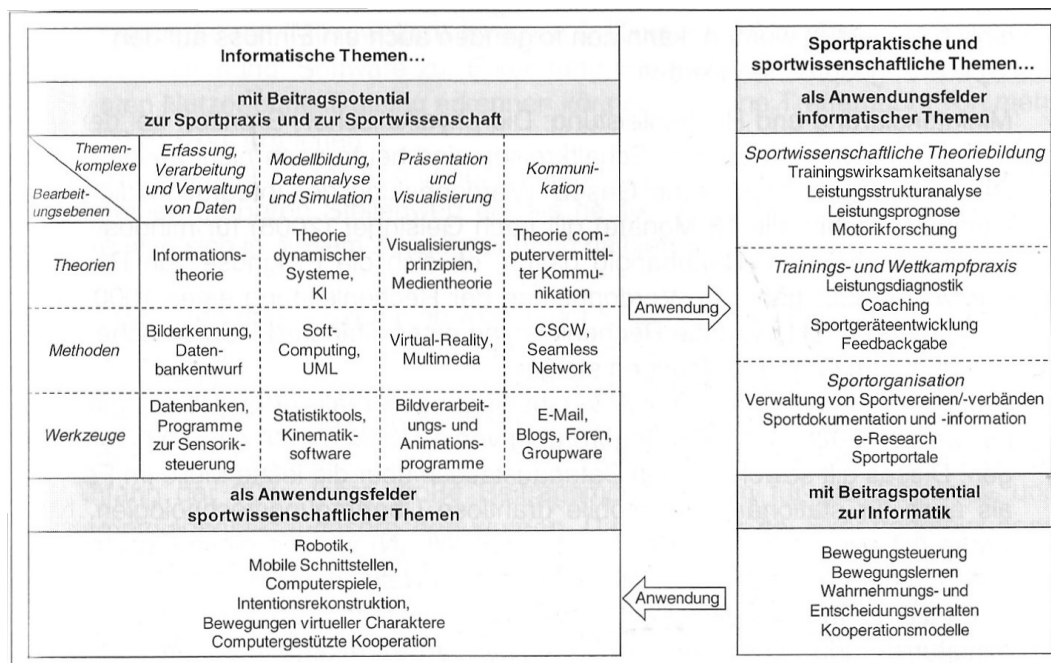 Informatische Themen…
mit Beitragspotential
zur Sportpraxis und zur Sportwissenschaft
Themen-
komplexe
Bearbeit-
ungsebenen
Erfassung,
Verarbeitung
und Verwaltung
von Daten
Modellbildung,
Datenanalyse
und Simulation
Präsentation
und
Visualisierung
Kommuni-
kation
Theorien
Informations-
theorie
Theorie
dynamischer
Systeme,
KI
Visualisierungs-
prinzipien,
Medientheorie
Theorie com-
putervermittel-
ter Kommu-
nikation
Methoden
Bilderkennung,
Daten-
bankentwurf
Soft-
Computing,
UML
Virtual-Reality,
Multimedia
CSCW,
Seamless
Network
Werkzeuge
Datenbanken,
Programme
zur Sensorik-
steuerung
Statistiktools,
Kinematik-
software
Bildverarbeit-
ungs- und
Animations-
programme
E-Mail,
Blogs, Foren,
Groupware
als Anwendungsfelder
sportwissenschaftlicher Themen
Robotik,
Mobile Schnittstellen,
Computerspiele,
Intentionsrekonstruktion,
Bewegungen virtueller Charaktere
Computergestützte Kooperation
Anwendung
Anwendung
Sportpraktische und
sportwissenschaftliche Themen…
als Anwendungsfelder
informatischer Themen
Sportwissenschaftliche Theoriebildung
Trainingswirksamkeitsanalyse
Leistungsstrukturanalyse
Leistungsprognose
Motorikforschung
Trainings- und Wettkampfpraxis
Leistungsdiagnostik
Coaching
Sportgeräteentwicklung
Feedbackgabe
Sportorganisation
Verwaltung von Sportvereinen/-verbänden
Sportdokumentation und -information
e-Research
Sportportale
mit Beitragspotential
zur Informatik
Bewegungsteuerung
Bewegungslernen
Wahrnehmungs- und
Entscheidungsverhalten
Kooperationsmodelle